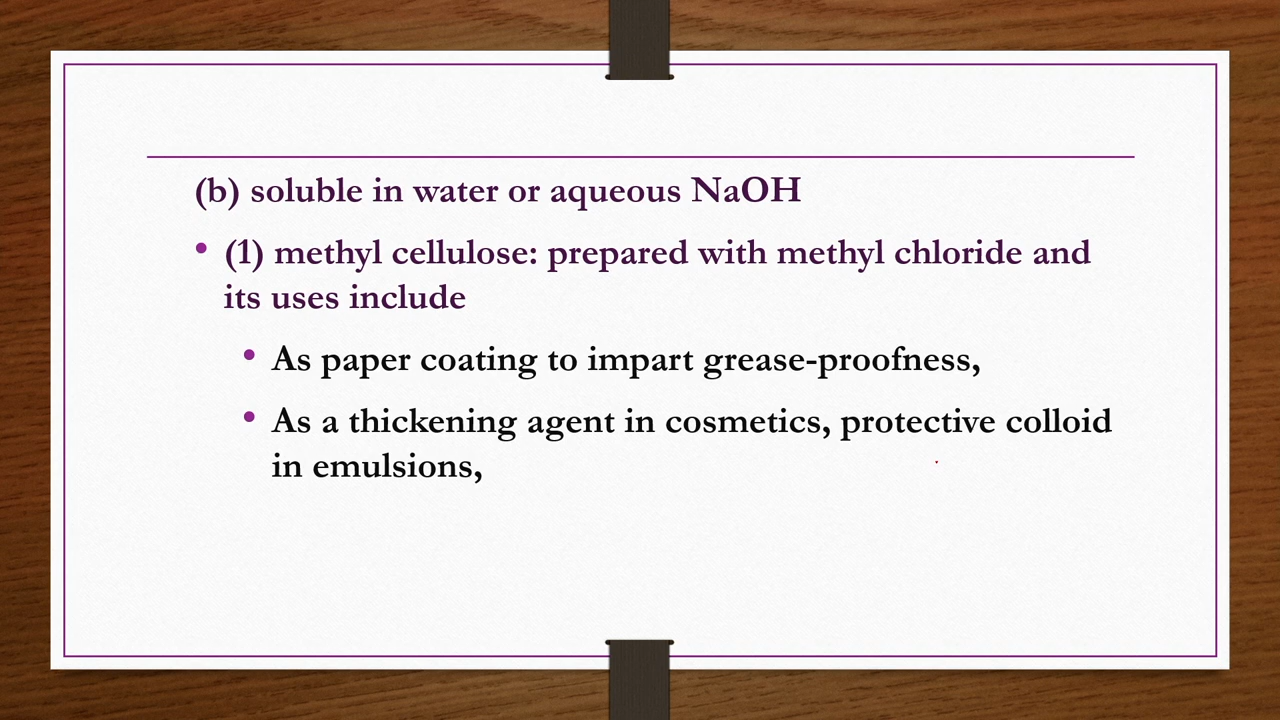 (b) soluble in water or aqueous NaOH
• (1) methyl cellulose: prepared with methyl chloride and
its uses include
• As paper coating to impart grease-proofness,
• As a thickening agent in cosmetics, protective colloid
in emulsions,